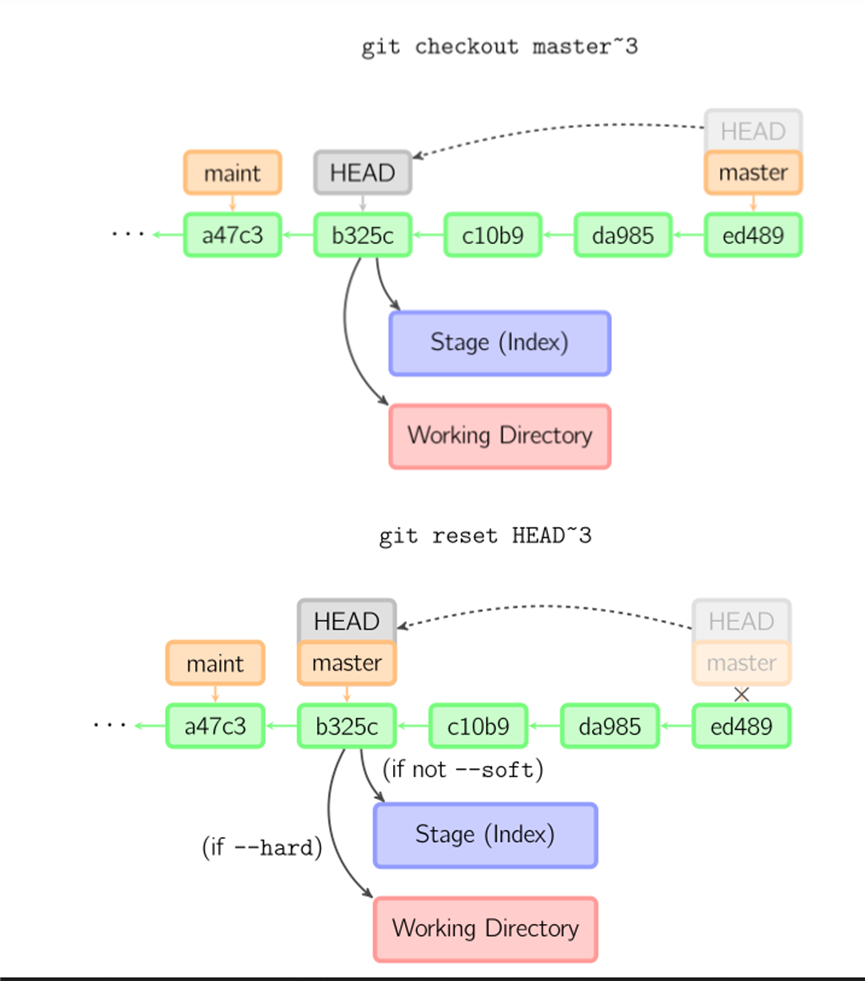 git checkout master~3
HEAD
maint HEAD master
··· a47c3 b325c c10b9 da985 ed489
Stage (Index)
Working Directory
git reset HEAD~3
HEAD HEAD
maint master master
··· a47c3 b325c c10b9 da985 ed489
(if not --soft)
Stage (Index)
(if --hard)
Working Directory